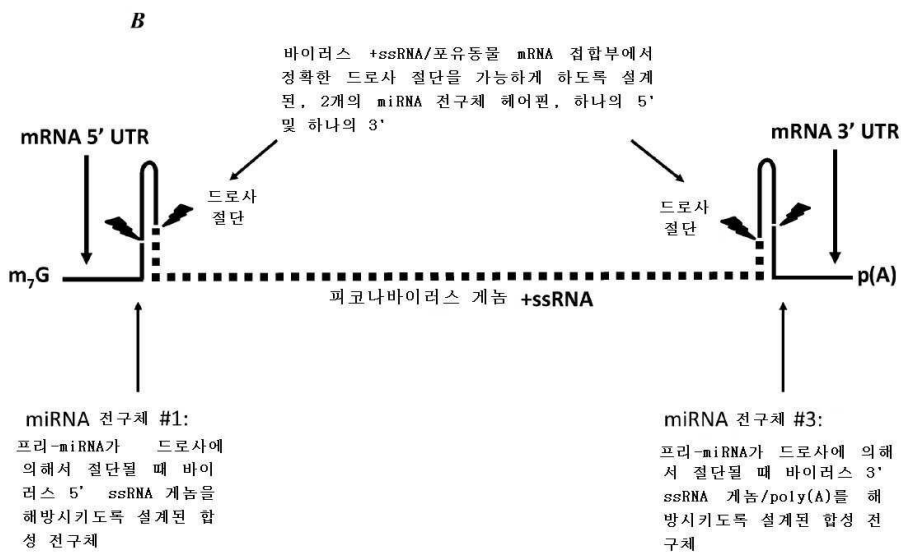 B
바이러스 +ssRNA/포유동물 mRNA 접합부에서
정확한 드로사 절단을 가능하게 하도록 설계
된, 2개의 miRNA 전구체 헤어핀, 하나의 5'
및 하나의 3'
mRNA 5' UTR
mRNA 3' UTR
드로사
절단
드로사
절단
m7G
p(A)
피코나바이러스 게놈 +ssRNA
miRNA 전구체 #1:
프리-miRNA가 드로사에
의해서 절단될 때 바이
러스 5' ssRNA 게놈을
해방시키도록 설계된 합
성 전구체
miRNA 전구체 #3:
프리-miRNA가 드로사에 의해
서 절단될 때 바이러스 3'
ssRNA 게놈/poly(A)를 해
방시키도록 설계된 합성 전
구체